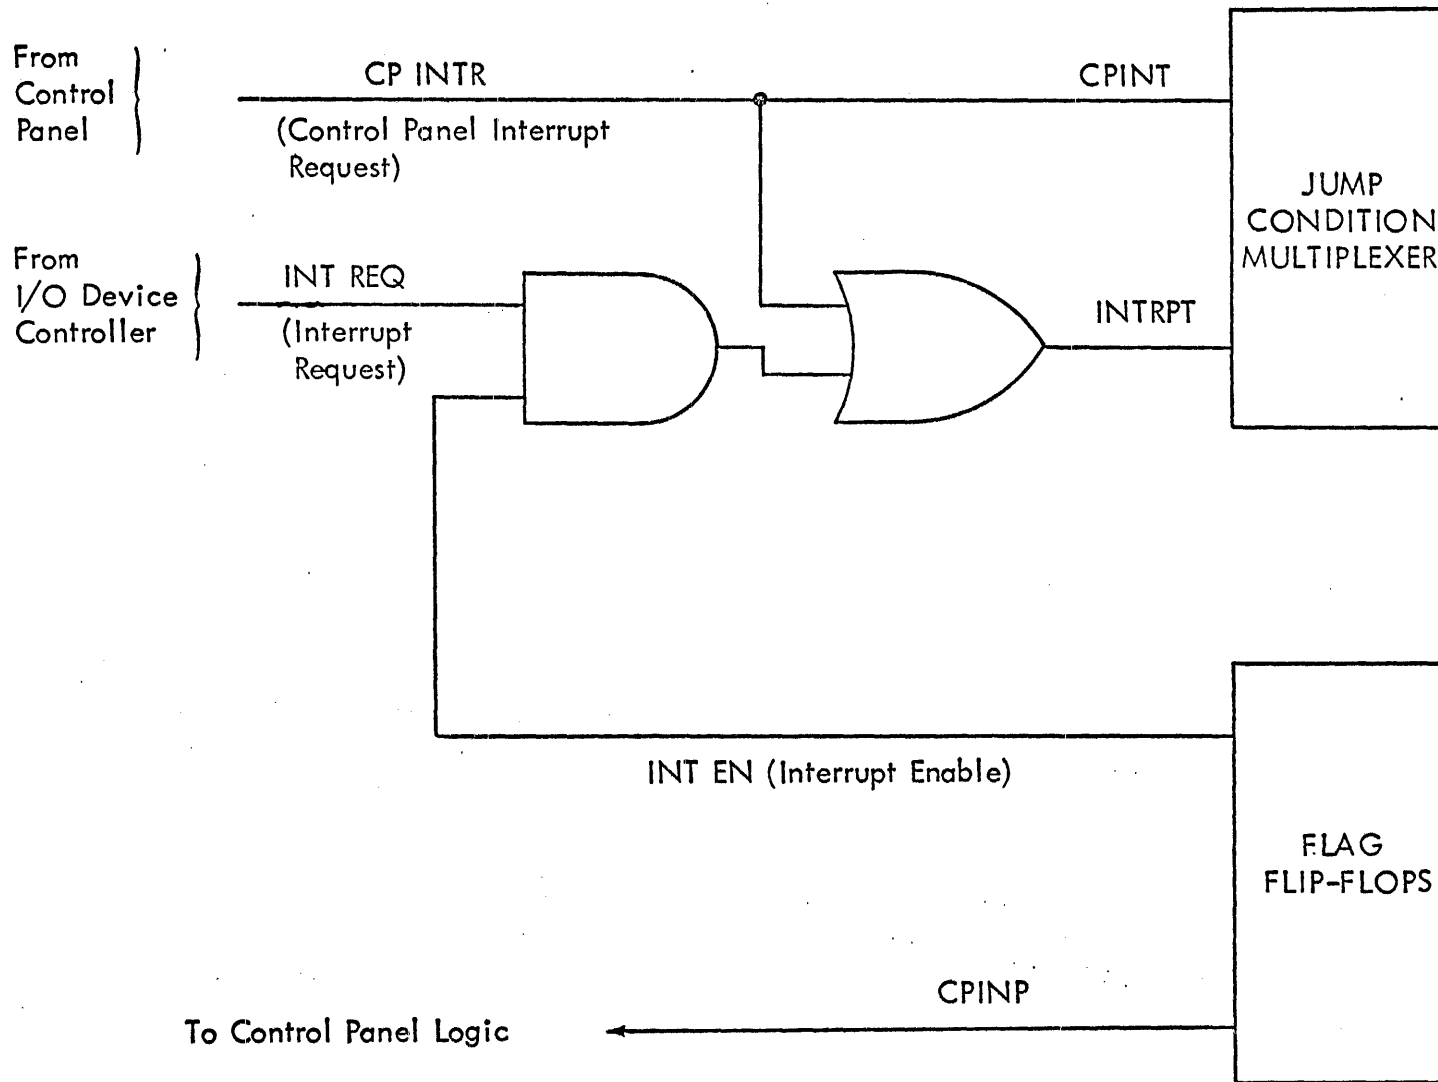 From
Control
Panel
CP INTR
(Control Panel Interrupt
Request)
CPINT
JUMP
CONDITION
MULTIPLEXER
From
I/O Device
Controller
INT REQ
(Interrupt
Request)
INTRPT
INT EN (Interrupt Enable)
FLAG
FLIP-FLOPS
CPINP
To Control Panel Logic